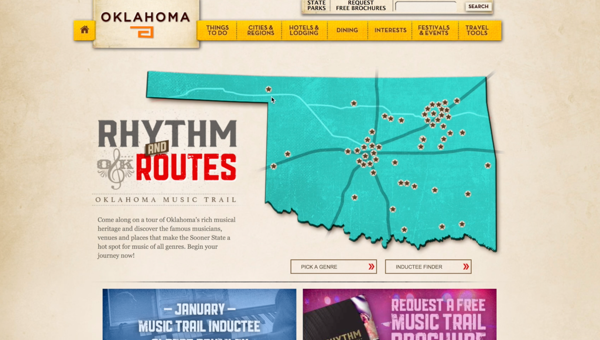 STATE PARKS
REQUEST FREE BROCHURES
SEARCH
OKLAHOMA
THINGS TO DO
CITIES & REGIONS
HOTELS & LODGING
DINING
INTERESTS
FESTIVALS & EVENTS
TRAVEL TOOLS
RHYTHM
AND
OK
ROUTES
OKLAHOMA MUSIC TRAIL
Come along on a tour of Oklahoma's rich musical
heritage and discover the famous musicians,
venues and places that make the Sooner State a
hot spot for music of all genres. Begin your
journey now!
PICK A GENRE
INDUCTEE FINDER
— JANUARY —
MUSIC TRAIL INDUCTEE
REQUEST A FREE
MUSIC TRAIL
BROCHURE
RHYTHM